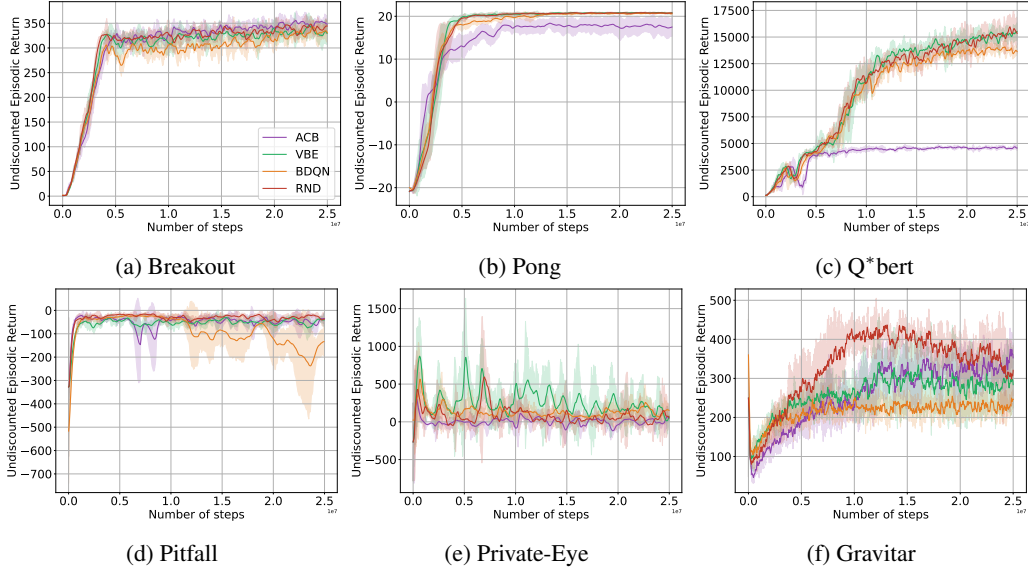 350
300
250
200
150
100
50
0
Undiscounted Episodic Return
ACB
VBE
BDQN
RND
0.0 0.5 1.0 1.5 2.0 2.5
1e7
Number of steps
(a) Breakout
20
10
0
−10
−20
Undiscounted Episodic Return
0.0 0.5 1.0 1.5 2.0 2.5
1e7
Number of steps
(b) Pong
17500
15000
12500
10000
7500
5000
2500
0
Undiscounted Episodic Return
0.0 0.5 1.0 1.5 2.0 2.5
1e7
Number of steps
(c) Q*bert
0
−100
−200
−300
−400
−500
−600
−700
Undiscounted Episodic Return
0.0 0.5 1.0 1.5 2.0 2.5
1e7
Number of steps
(d) Pitfall
1500
1000
500
0
−500
Undiscounted Episodic Return
0.0 0.5 1.0 1.5 2.0 2.5
1e7
Number of steps
(e) Private-Eye
500
400
300
200
100
Undiscounted Episodic Return
0.0 0.5 1.0 1.5 2.0 2.5
1e7
Number of steps
(f) Gravitar